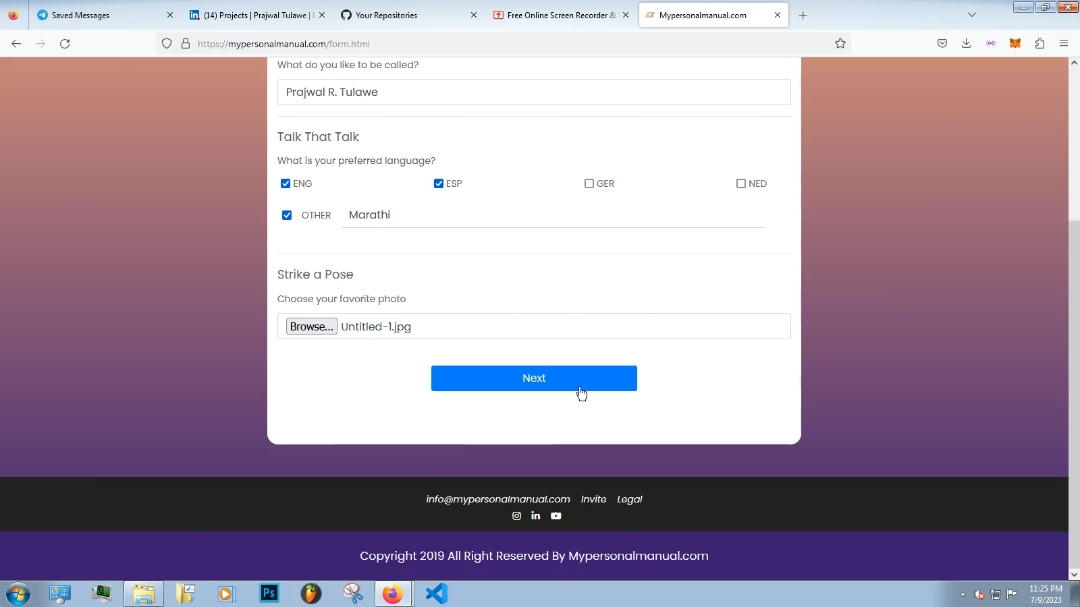 Saved Messages
(14) Projects | Prajwal Tulawe | L
Your Repositories
Free Online Screen Recorder &
Mypersonalmanual.com
https://mypersonalmanual.com/form.html
What do you like to be called?
Prajwal R. Tulawe
Talk That Talk
What is your preferred language?
ENG ESP GER NED
OTHER Marathi
Strike a Pose
Choose your favorite photo
Browse... Untitled-1.jpg
Next
info@mypersonalmanual.com Invite Legal
Copyright 2019 All Right Reserved By Mypersonalmanual.com
Ps
11:25 PM
7/9/2023